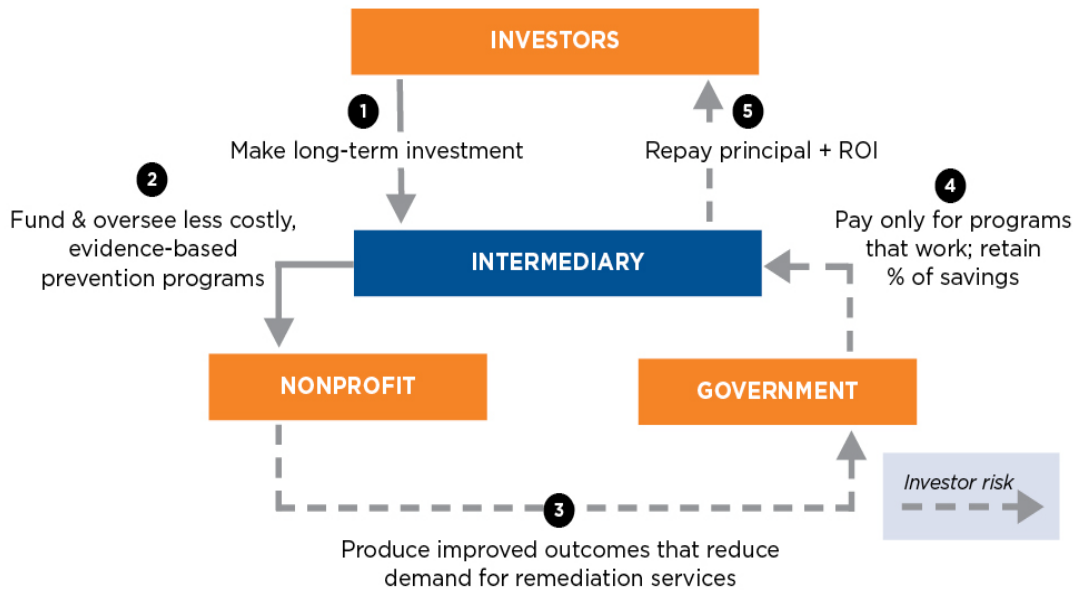 INVESTORS
1
Make long-term investment
5
Repay principal + ROI
2
Fund & oversee less costly,
evidence-based
prevention programs
4
Pay only for programs
that work; retain
% of savings
INTERMEDIARY
NONPROFIT
GOVERNMENT
Investor risk
3
Produce improved outcomes that reduce
demand for remediation services